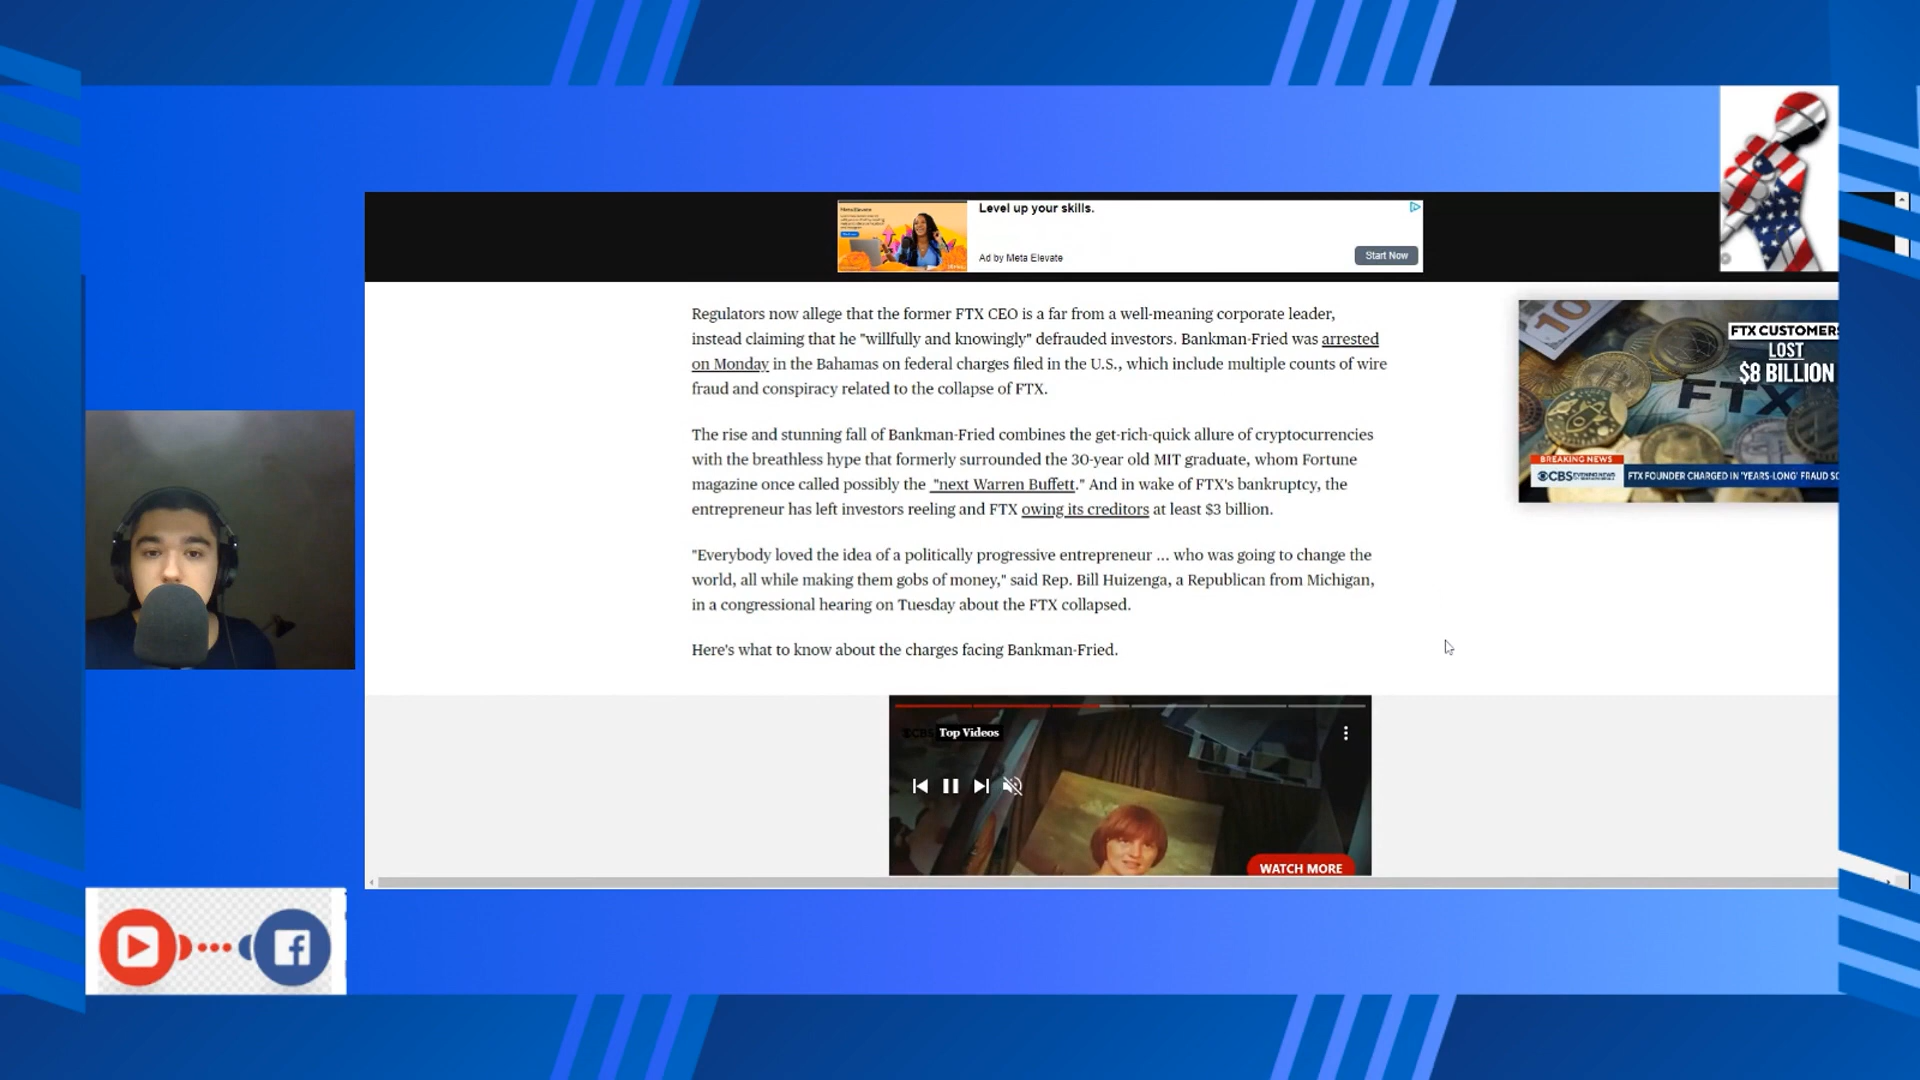 Level up your skills.
Ad by Meta Elevate
Start Now
Regulators now allege that the former FTX CEO is a far from a well-meaning corporate leader,
instead claiming that he "willfully and knowingly" defrauded investors. Bankman-Fried was arrested
on Monday in the Bahamas on federal charges filed in the U.S., which include multiple counts of wire
fraud and conspiracy related to the collapse of FTX.
The rise and stunning fall of Bankman-Fried combines the get-rich-quick allure of cryptocurrencies
with the breathless hype that formerly surrounded the 30-year old MIT graduate, whom Fortune
magazine once called possibly the "next Warren Buffett." And in wake of FTX's bankruptcy, the
entrepreneur has left investors reeling and FTX owing its creditors at least $3 billion.
"Everybody loved the idea of a politically progressive entrepreneur ... who was going to change the
world, all while making them gobs of money," said Rep. Bill Huizenga, a Republican from Michigan,
in a congressional hearing on Tuesday about the FTX collapsed.
Here's what to know about the charges facing Bankman-Fried.
10
FTX CUSTOMERS
LOST
$8 BILLION
FTX
BREAKING NEWS
CBS EVENING NEWS
FTX FOUNDER CHARGED IN 'YEARS-LONG' FRAUD SC
CBS Top Videos
WATCH MORE